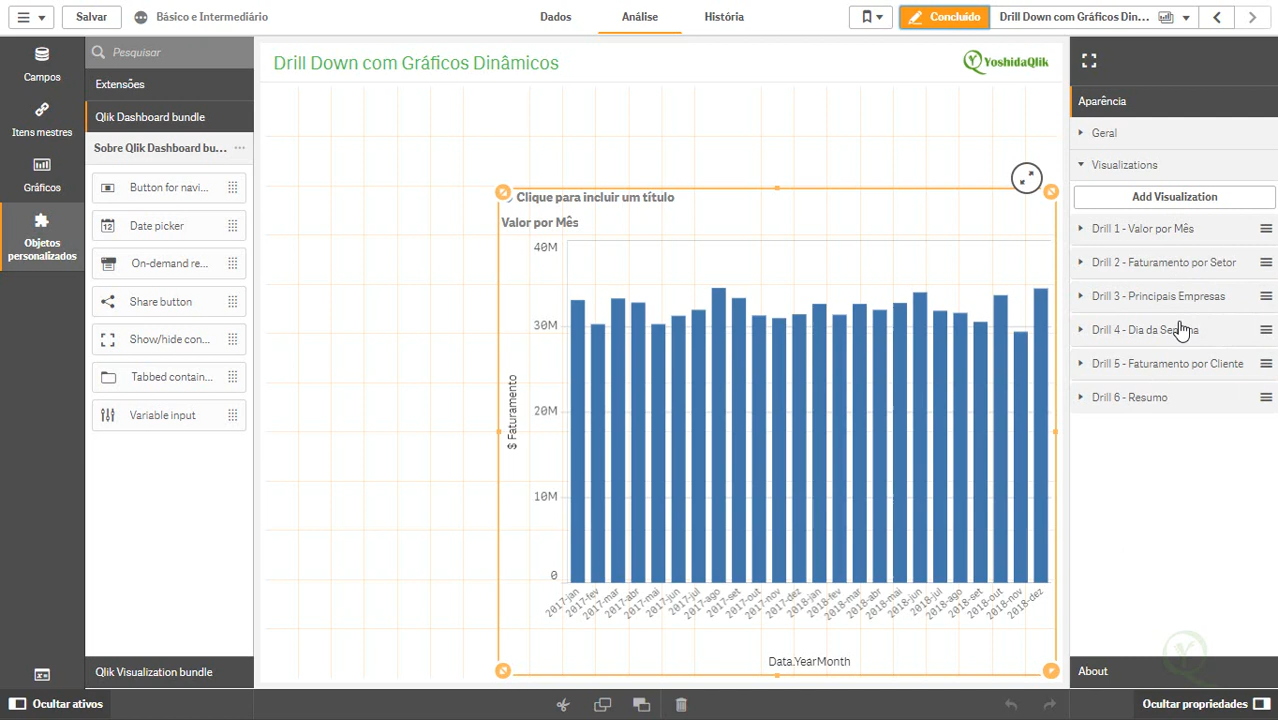 Salvar
Básico e Intermediário
Dados
Análise
História
Concluído
Drill Down com Gráficos Din...
Campos
Itens mestres
Gráficos
Objetos
personalizados
Pesquisar
Extensões
Qlik Dashboard bundle
Sobre Qlik Dashboard bu...
Button for navi...
Date picker
12
On-demand re...
Share button
Show/hide con...
Tabbed contain...
Variable input
Qlik Visualization bundle
Drill Down com Gráficos Dinâmicos
YoshidaQlik
Clique para incluir um título
Valor por Mês
40M
30M
20M
10M
0
$ Faturamento
2017-jan
2017-fev
2017-mar
2017-abr
2017-mai
2017-jun
2017-jul
2017-ago
2017-set
2017-out
2017-nov
2017-dez
2018-jan
2018-fev
2018-mar
2018-abr
2018-mai
2018-jun
2018-jul
2018-ago
2018-set
2018-out
2018-nov
2018-dez
Data.YearMonth
Aparência
Geral
Visualizations
Add Visualization
Drill 1 - Valor por Mês
Drill 2 - Faturamento por Setor
Drill 3 - Principais Empresas
Drill 4 - Dia da
Drill 5 - Faturamento por Cliente
Drill 6 - Resumo
About
Ocultar ativos
Ocultar propriedades